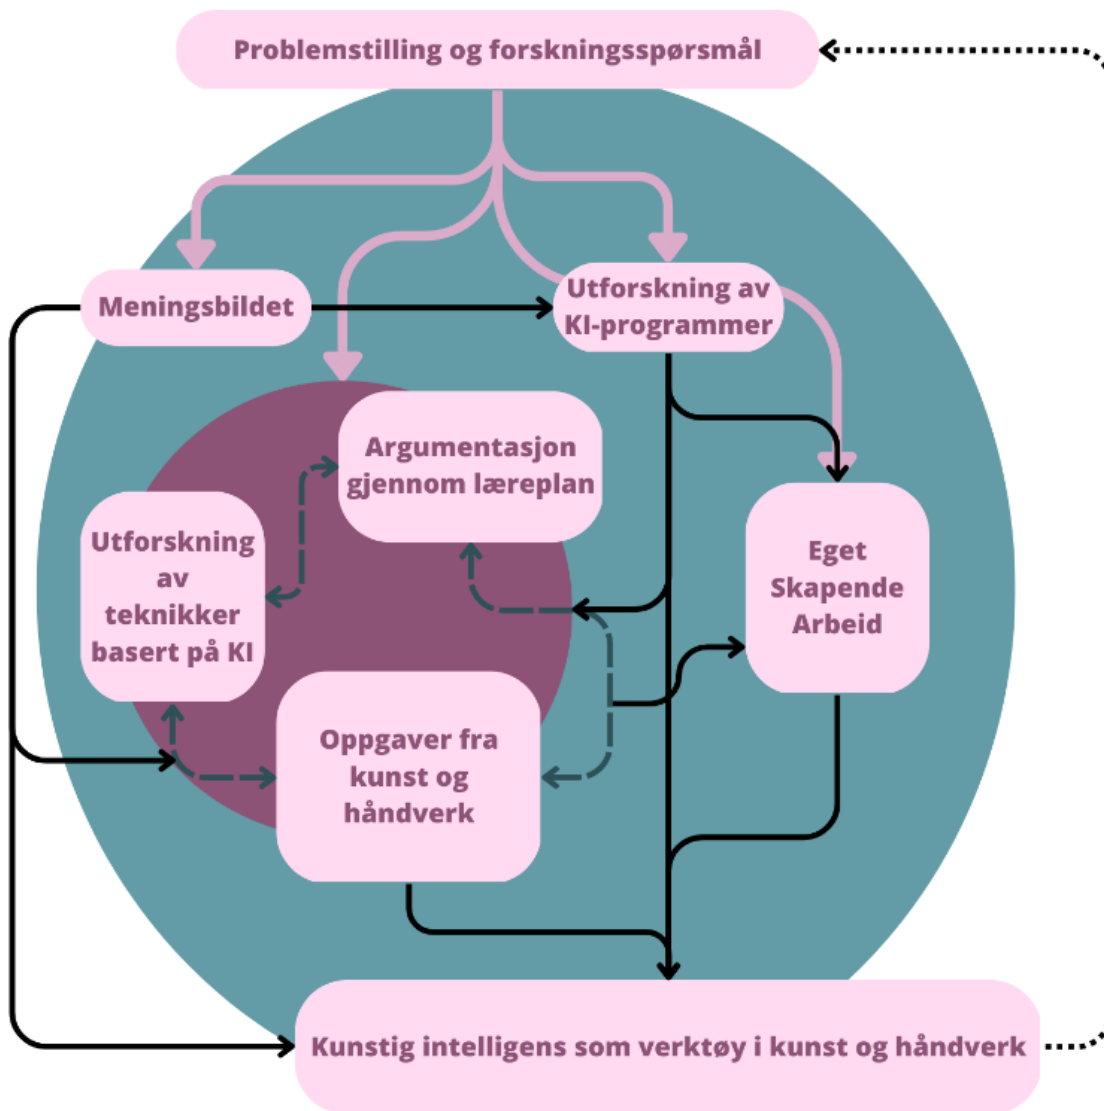 Problemstilling og forskningsspørsmål
Meningsbildet
Utforskning av
KI-programmer
Argumentasjon
gjennom læreplan
Utforskning
av
teknikker
basert på KI
Eget
Skapende
Arbeid
Oppgaver fra
kunst og
håndverk
Kunstig intelligens som verktøy i kunst og håndverk